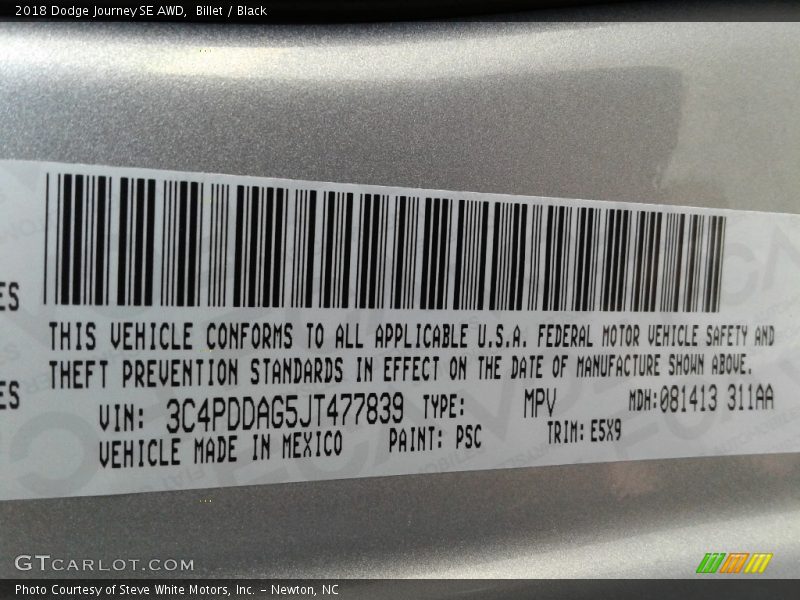 2018 Dodge Journey SE AWD, Billet / Black
ES
THIS VEHICLE CONFORMS TO ALL APPLICABLE U.S.A. FEDERAL MOTOR VEHICLE SAFETY AND
THEFT PREVENTION STANDARDS IN EFFECT ON THE DATE OF MANUFACTURE SHOWN ABOVE.
ES
VIN: 3C4PDDAG5JT477839 TYPE: MPV MDH:081413 311AA
VEHICLE MADE IN MEXICO PAINT: PSC TRIM: E5X9
GTCARLOT.COM
Photo Courtesy of Steve White Motors, Inc. - Newton, NC